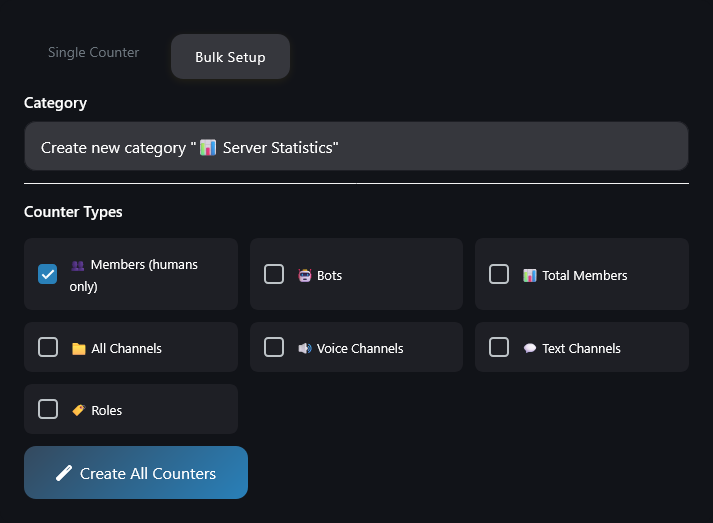 Single Counter
Bulk Setup
Category
Create new category "📊 Server Statistics"
Counter Types
👥 Members (humans
only)
🤖 Bots
📊 Total Members
📁 All Channels
🔊 Voice Channels
💬 Text Channels
🏷️ Roles
Create All Counters